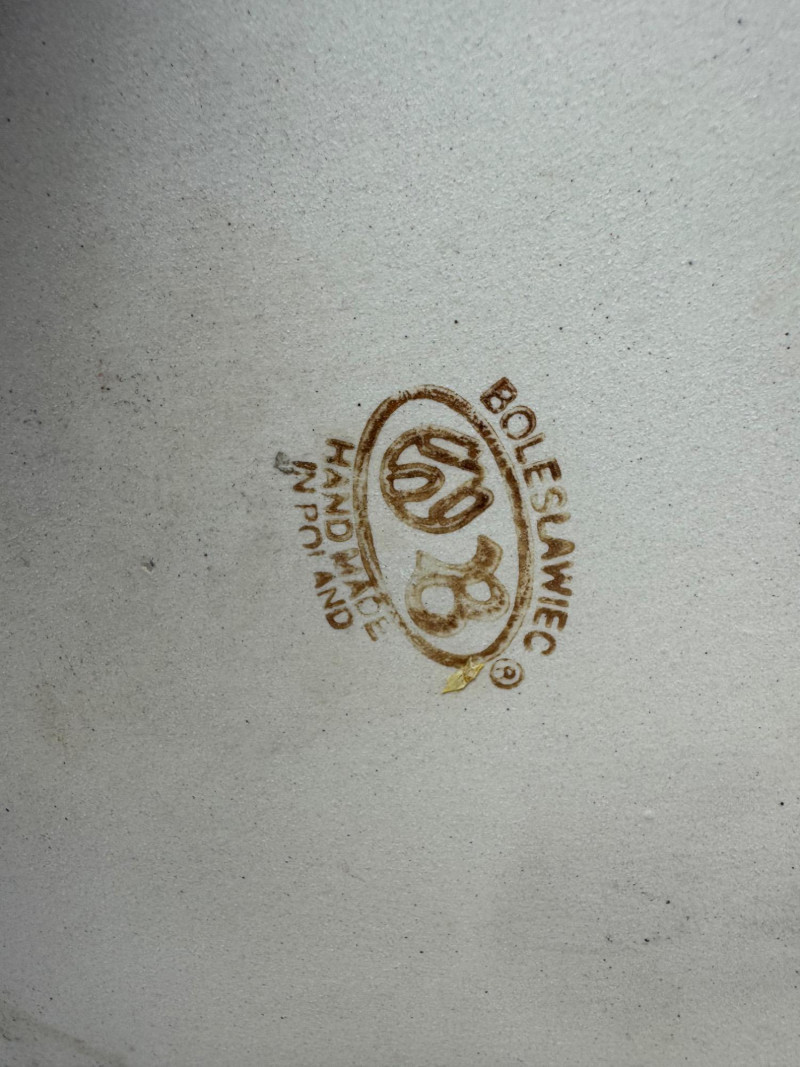 BOLESLAWIEC
®
HAND MADE
IN POLAND